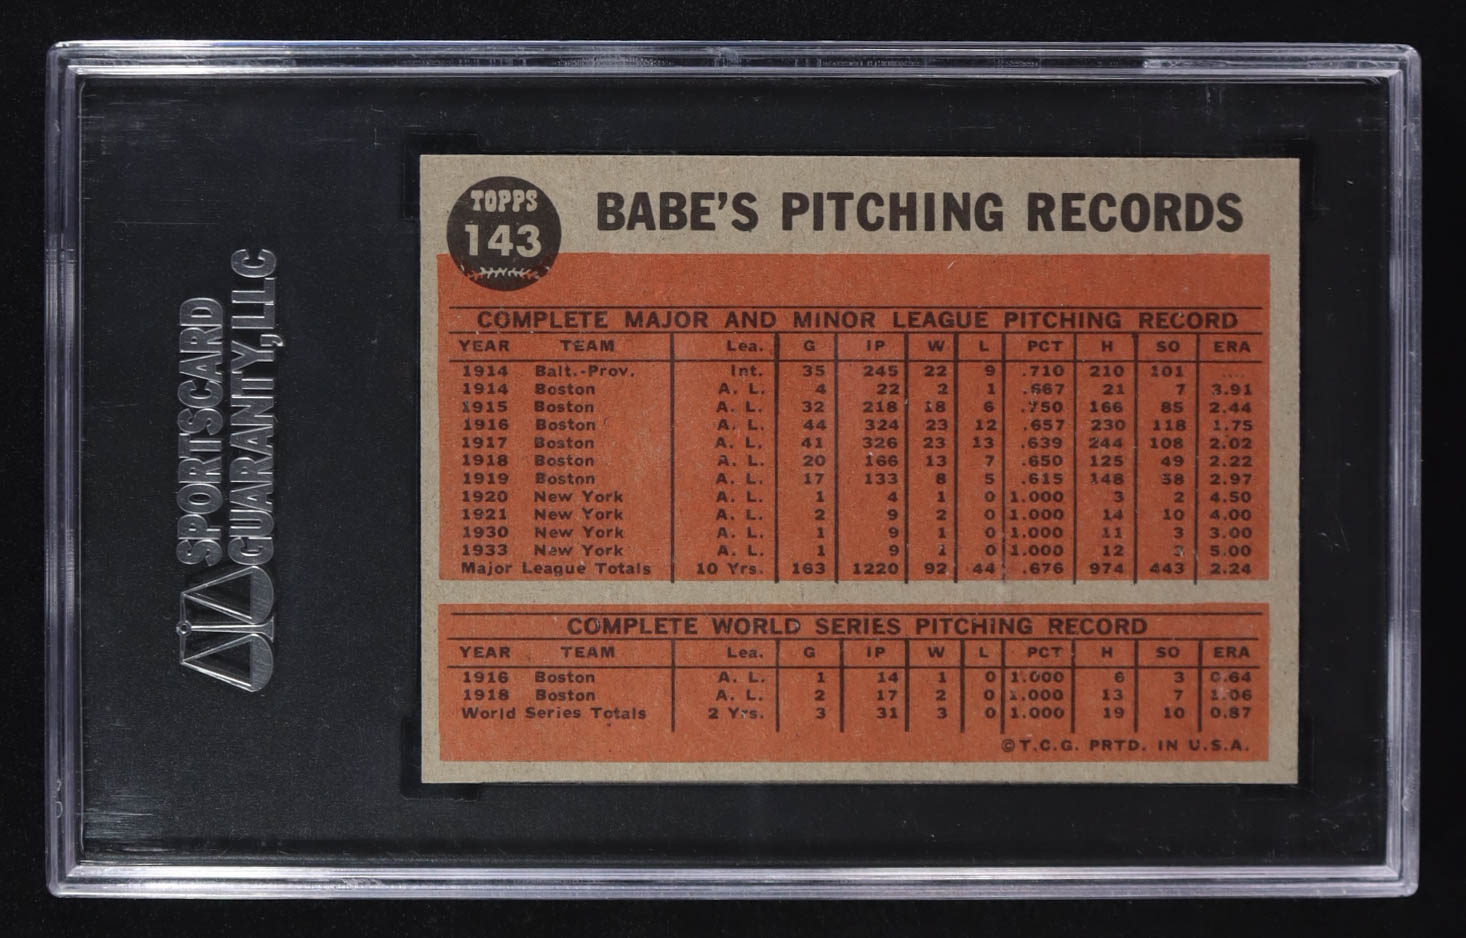 SPORTSCARD
GUARANTY, LLC
TOPPS
143
BABE'S PITCHING RECORDS
COMPLETE MAJOR AND MINOR LEAGUE PITCHING RECORD
YEAR TEAM Lea. G IP W L PCT H SO ERA
1914 Balt.-Prov. Int. 35 245 22 9 .710 210 101 ....
1914 Boston A. L. 4 22 2 1 .667 21 7 3.91
1915 Boston A. L. 32 218 18 6 .750 166 85 2.44
1916 Boston A. L. 44 324 23 12 .657 230 118 1.75
1917 Boston A. L. 41 326 23 13 .639 244 108 2.02
1918 Boston A. L. 20 166 13 7 .650 125 49 2.22
1919 Boston A. L. 17 133 8 5 .615 148 38 2.97
1920 New York A. L. 1 4 1 0 1.000 3 2 4.50
1921 New York A. L. 2 9 2 0 1.000 14 10 4.00
1930 New York A. L. 1 9 1 0 1.000 11 3 3.00
1933 New York A. L. 1 9 1 0 1.000 12 5.00
Major League Totals 10 Yrs. 163 1220 92 44 .676 974 443 2.24
COMPLETE WORLD SERIES PITCHING RECORD
YEAR TEAM Lea. G IP W L PCT H SO ERA
1916 Boston A. L. 1 14 1 0 1.000 6 3 0.64
1918 Boston A. L. 2 17 2 0 1.000 13 7 1.06
World Series Totals 2 Yrs. 3 31 3 0 1.000 19 10 0.87
©T.C.G. PRTD. IN U.S.A.